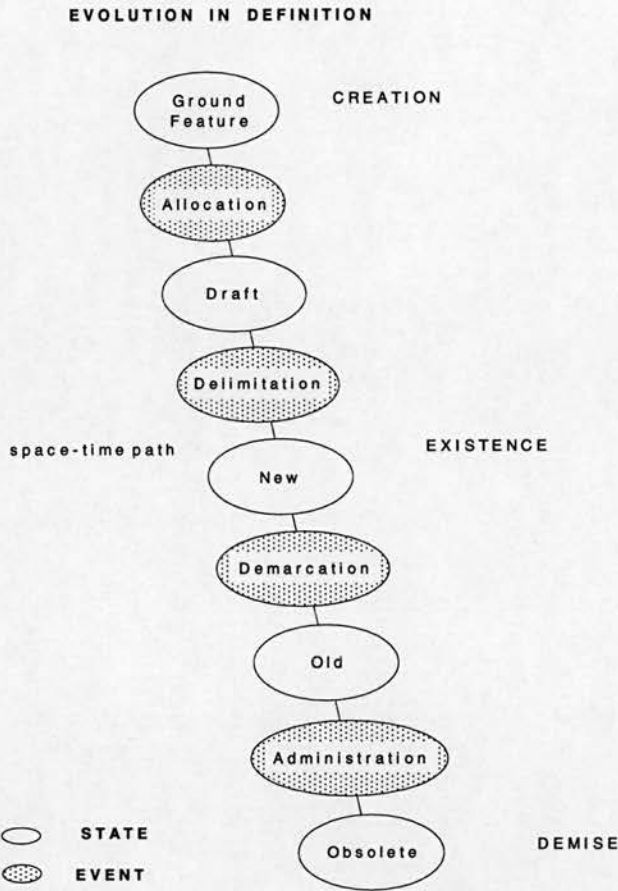 EVOLUTION IN DEFINITION
Ground
Feature
CREATION
Allocation
Draft
Delimitation
space-time path
EXISTENCE
New
Demarcation
Old
Administration
STATE
Obsolete
DEMISE
EVENT